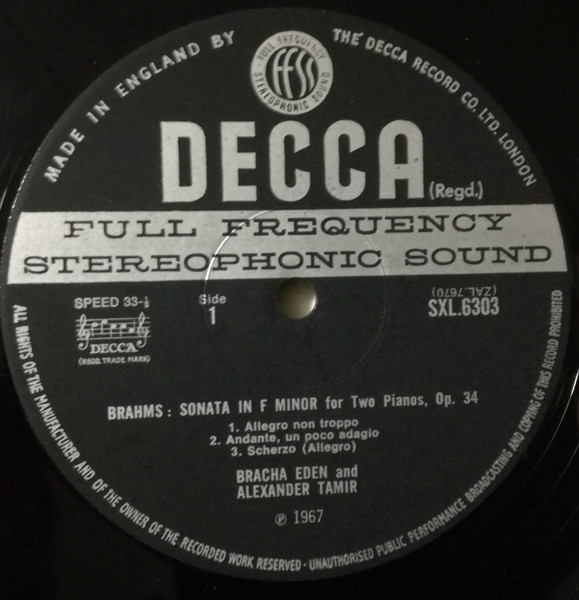 MADE IN ENGLAND BY THE DECCA RECORD CO. LTD. LONDON
FULL FREQUENCY
ffss
STEREOPHONIC SOUND
DECCA (Regd.)
FULL FREQUENCY
STEREOPHONIC SOUND
SPEED 33-⅓
DECCA
(REGD. TRADE MARK)
Side
1
(ZAL.7670)
SXL.6303
BRAHMS: SONATA IN F MINOR for Two Pianos, Op. 34
1. Allegro non troppo
2. Andante, un poco adagio
3. Scherzo (Allegro)
BRACHA EDEN and
ALEXANDER TAMIR
℗ 1967
ALL RIGHTS OF THE MANUFACTURER AND OF THE OWNER OF THE RECORDED WORK RESERVED · UNAUTHORISED PUBLIC PERFORMANCE BROADCASTING AND COPYING OF THIS RECORD PROHIBITED